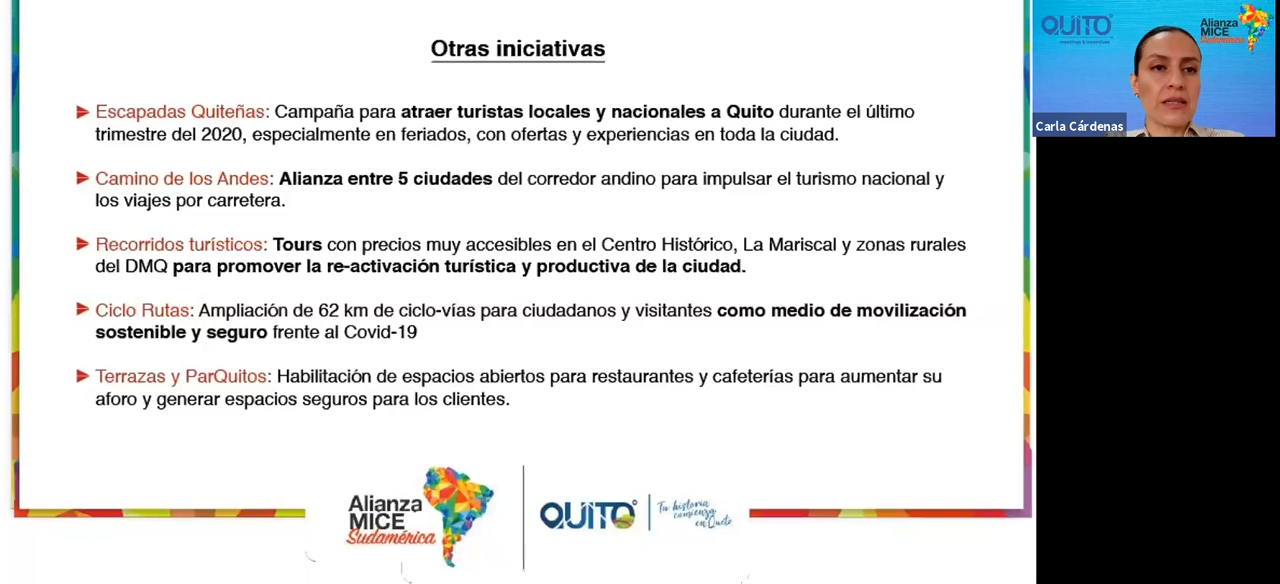 Otras iniciativas
Escapadas Quiteñas: Campaña para atraer turistas locales y nacionales a Quito durante el último
trimestre del 2020, especialmente en feriados, con ofertas y experiencias en toda la ciudad.
Camino de los Andes: Alianza entre 5 ciudades del corredor andino para impulsar el turismo nacional y
los viajes por carretera.
Recorridos turísticos: Tours con precios muy accesibles en el Centro Histórico, La Mariscal y zonas rurales
del DMQ para promover la re-activación turística y productiva de la ciudad.
Ciclo Rutas: Ampliación de 62 km de ciclo-vías para ciudadanos y visitantes como medio de movilización
sostenible y seguro frente al Covid-19
Terrazas y ParQuitos: Habilitación de espacios abiertos para restaurantes y cafeterías para aumentar su
aforo y generar espacios seguros para los clientes.
Alianza
MICE
Sudamérica
QUITO
Tu historia
comienza
en Quito
QUITO
meetings & incentives
Alianza
MICE
Sudamérica
Carla Cárdenas